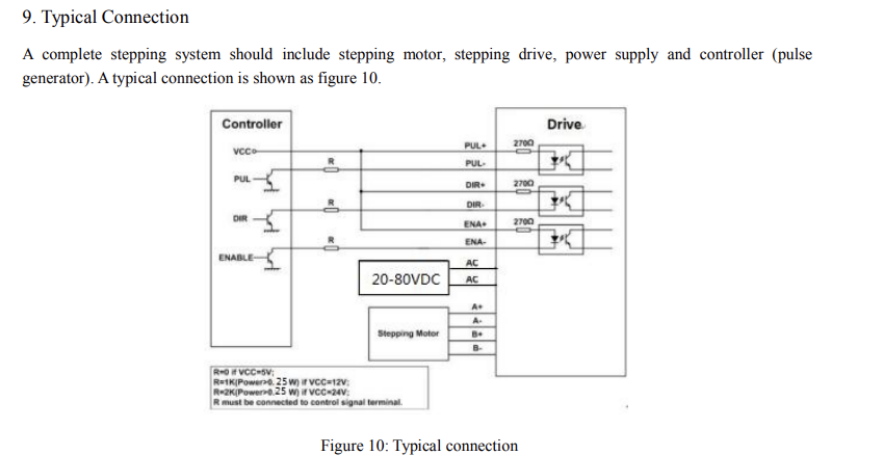 9. Typical Connection
A complete stepping system should include stepping motor, stepping drive, power supply and controller (pulse
generator). A typical connection is shown as figure 10.
Controller
Drive
VCC
R
PUL+
270Ω
PUL-
PUL
DIR+
270Ω
R
DIR-
DIR
ENA+
270Ω
R
ENA-
ENABLE
AC
20-80VDC
AC
A+
A-
Stepping Motor
B+
B-
R=0 if VCC=5V;
R=1K(Power>0.25 W) if VCC=12V;
R=2K(Power>0.25 W) if VCC=24V;
R must be connected to control signal terminal.
Figure 10: Typical connection